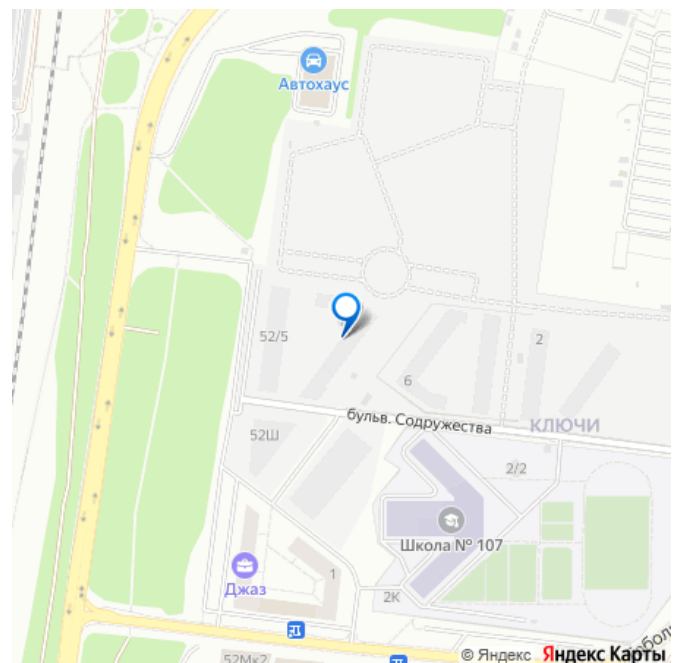 Автохаус
52/5
2
6
бульв. Содружества
КЛЮЧИ
52Ш
2/2
Школа № 107
Джаз
1
2К
52Мк2
© Яндекс Яндекс Карты